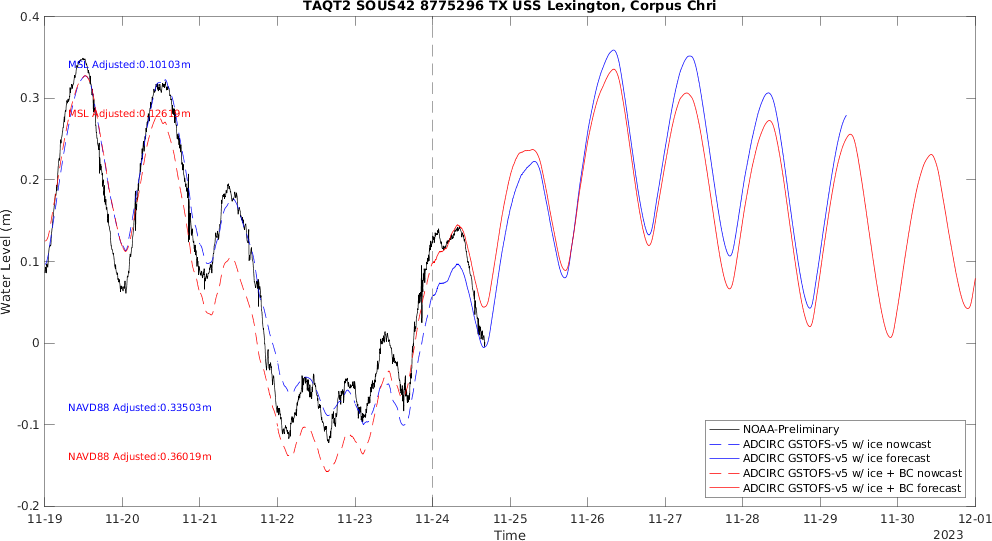 TAQT2 SOUS42 8775296 TX USS Lexington, Corpus Chri
0.4
0.3
0.2
0.1
0
-0.1
-0.2
Water Level (m)
MSL Adjusted:0.10103m
MSL Adjusted:0.12619m
NAVD88 Adjusted:0.33503m
NAVD88 Adjusted:0.36019m
NOAA-Preliminary
ADCIRC GSTOFS-v5 w/ ice nowcast
ADCIRC GSTOFS-v5 w/ ice forecast
ADCIRC GSTOFS-v5 w/ ice + BC nowcast
ADCIRC GSTOFS-v5 w/ ice + BC forecast
11-19 11-20 11-21 11-22 11-23 11-24 11-25 11-26 11-27 11-28 11-29 11-30 12-01
Time
2023